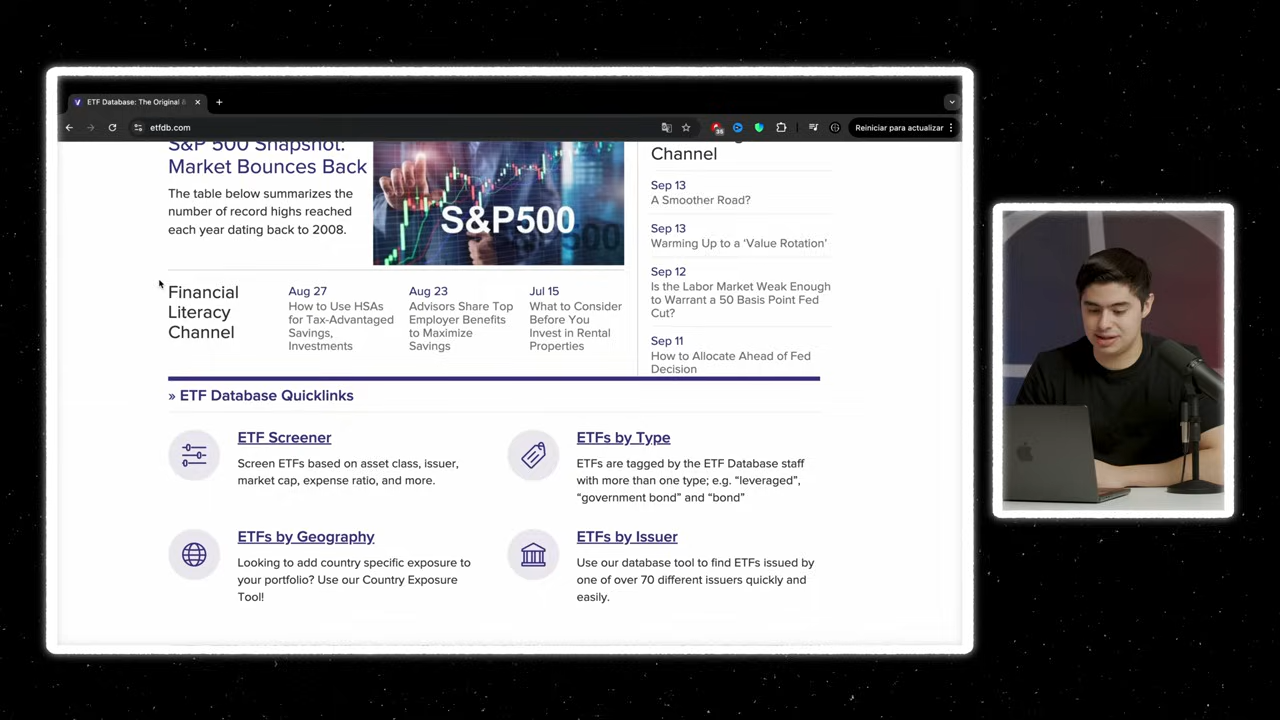 ETF Database: The Original &
etfdb.com
Reiniciar para actualizar
S&P 500 Snapshot:
Market Bounces Back
The table below summarizes the
number of record highs reached
each year dating back to 2008.
S&P500
Channel
Sep 13
A Smoother Road?
Sep 13
Warming Up to a ‘Value Rotation’
Sep 12
Is the Labor Market Weak Enough
to Warrant a 50 Basis Point Fed
Cut?
Sep 11
How to Allocate Ahead of Fed
Decision
Financial
Literacy
Channel
Aug 27
How to Use HSAs
for Tax-Advantaged
Savings,
Investments
Aug 23
Advisors Share Top
Employer Benefits
to Maximize
Savings
Jul 15
What to Consider
Before You
Invest in Rental
Properties
» ETF Database Quicklinks
ETF Screener
Screen ETFs based on asset class, issuer,
market cap, expense ratio, and more.
ETFs by Type
ETFs are tagged by the ETF Database staff
with more than one type; e.g. “leveraged”,
“government bond” and “bond”
ETFs by Geography
Looking to add country specific exposure to
your portfolio? Use our Country Exposure
Tool!
ETFs by Issuer
Use our database tool to find ETFs issued by
one of over 70 different issuers quickly and
easily.